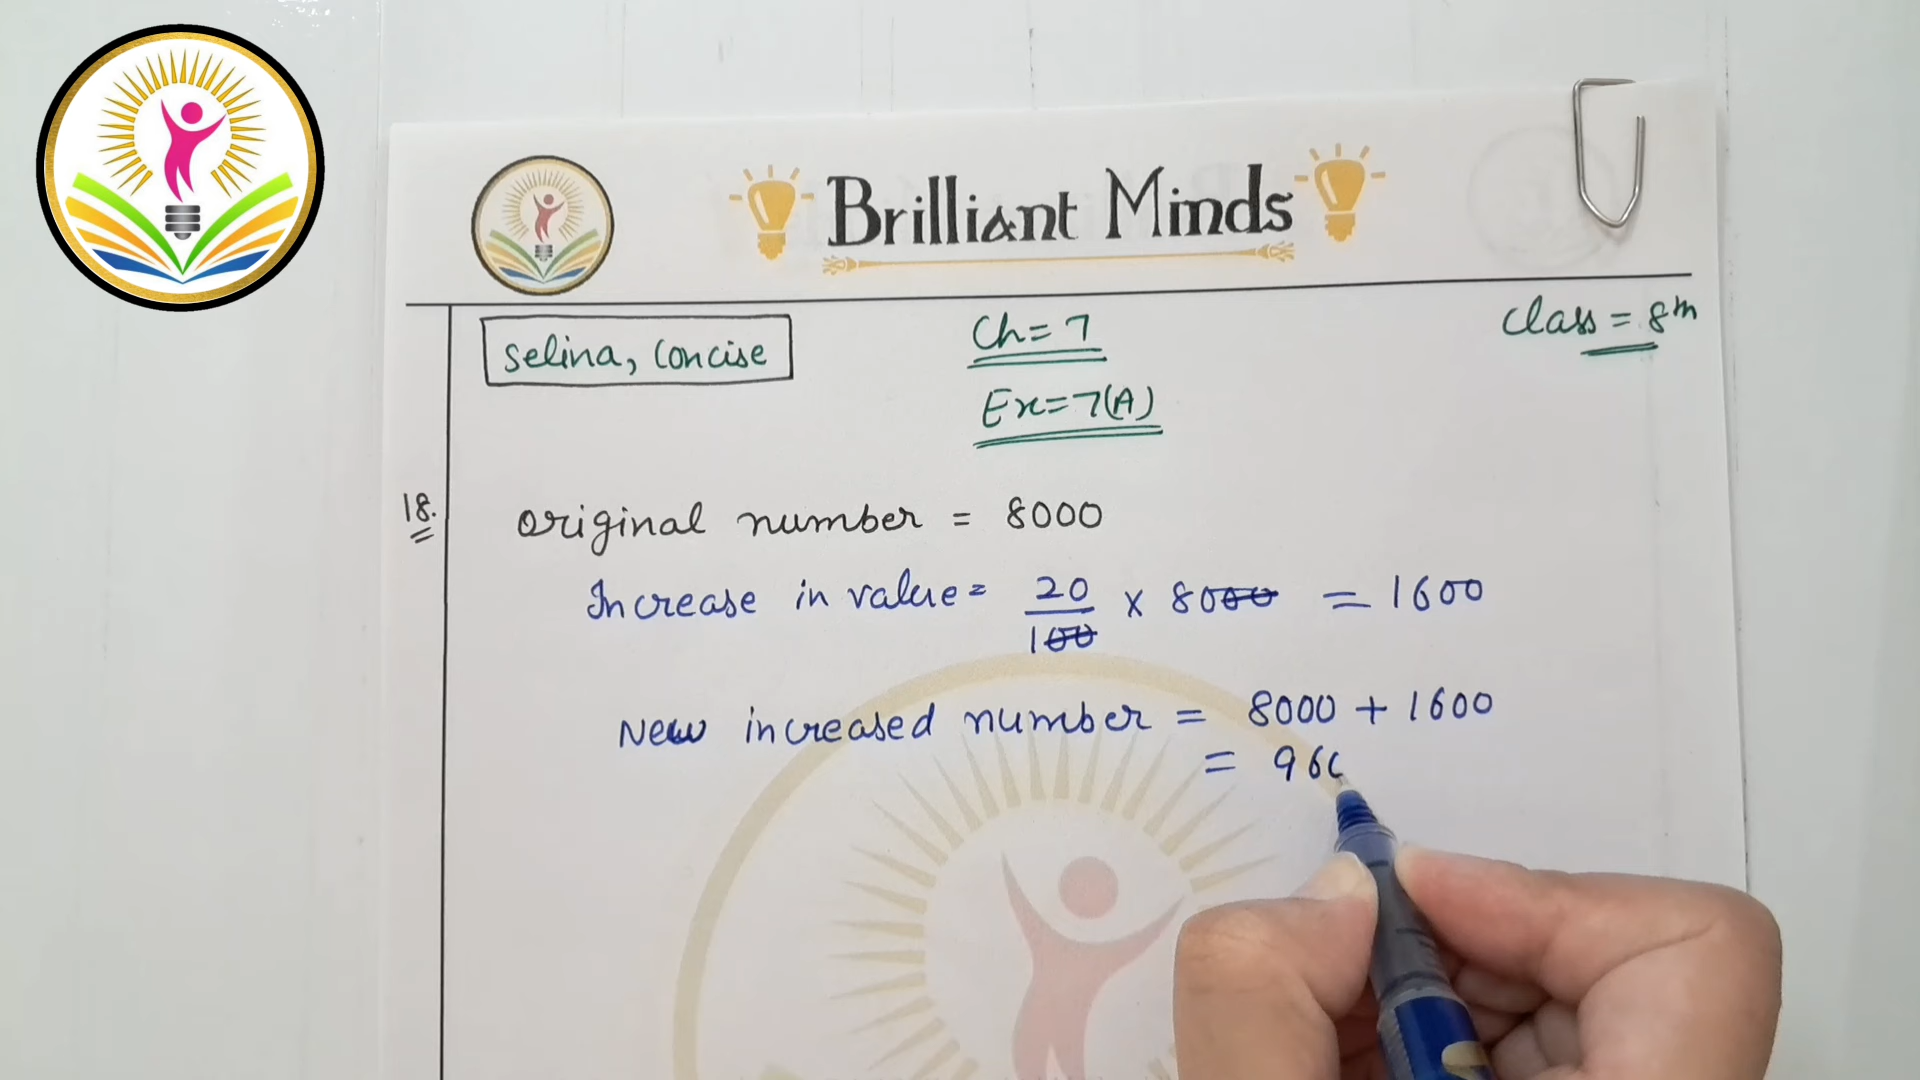 Brilliant Minds
Selina, Concise
Ch = 7
Class = 8th
Ex = 7(A)
18. Original number = 8000
Increase in value = 20/100 × 8000 = 1600
New increased number = 8000 + 1600
= 960